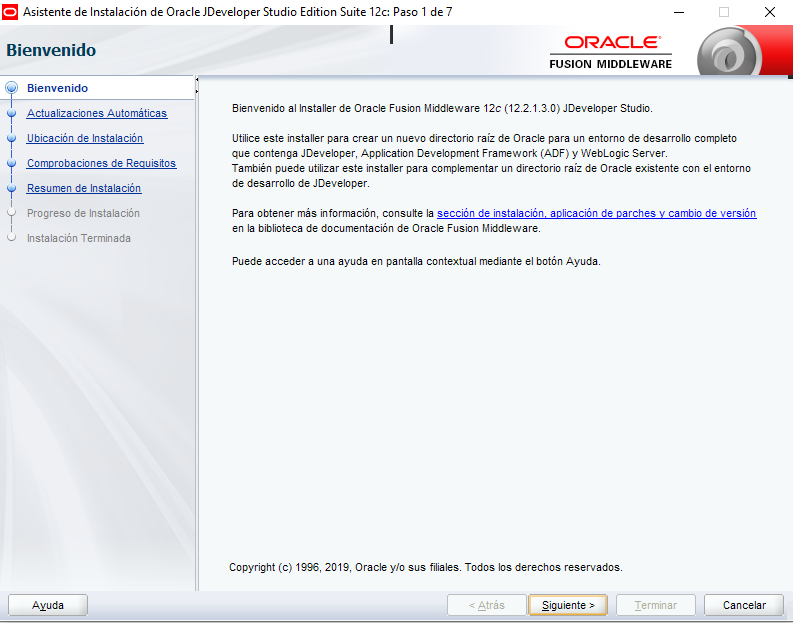 Asistente de Instalación de Oracle JDeveloper Studio Edition Suite 12c: Paso 1 de 7
Bienvenido
ORACLE
FUSION MIDDLEWARE
Bienvenido
Actualizaciones Automáticas
Ubicación de Instalación
Comprobaciones de Requisitos
Resumen de Instalación
Progreso de Instalación
Instalación Terminada
Bienvenido al Installer de Oracle Fusion Middleware 12c (12.2.1.3.0) JDeveloper Studio.
Utilice este installer para crear un nuevo directorio raíz de Oracle para un entorno de desarrollo completo
que contenga JDeveloper, Application Development Framework (ADF) y WebLogic Server.
También puede utilizar este installer para complementar un directorio raíz de Oracle existente con el entorno
de desarrollo de JDeveloper.
Para obtener más información, consulte la sección de instalación, aplicación de parches y cambio de versión
en la biblioteca de documentación de Oracle Fusion Middleware.
Puede acceder a una ayuda en pantalla contextual mediante el botón Ayuda.
Copyright (c) 1996, 2019, Oracle y/o sus filiales. Todos los derechos reservados.
Ayuda
< Atrás
Siguiente >
Terminar
Cancelar